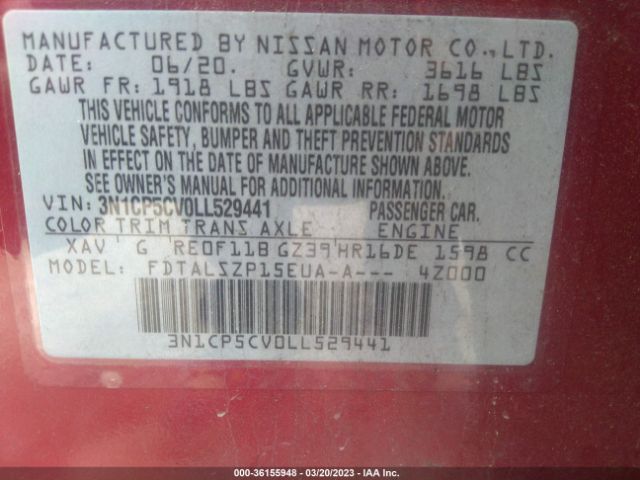 MANUFACTURED BY NISSAN MOTOR CO., LTD.
DATE: 06/20. GVWR: 3616 LBS
GAWR FR: 1918 LBS GAWR RR: 1698 LBS
THIS VEHICLE CONFORMS TO ALL APPLICABLE FEDERAL MOTOR
VEHICLE SAFETY, BUMPER AND THEFT PREVENTION STANDARDS
IN EFFECT ON THE DATE OF MANUFACTURE SHOWN ABOVE.
SEE OWNER'S MANUAL FOR ADDITIONAL INFORMATION.
VIN: 3N1CP5CV0LL529441 PASSENGER CAR.
COLOR TRIM TRANS AXLE ENGINE
XAV G RE0F11B GZ39 HR16DE 1598 CC
MODEL: FDTALSZP15EUA-A--- 4Z000
3N1CP5CV0LL529441
000-36155948 - 03/20/2023 - IAA Inc.